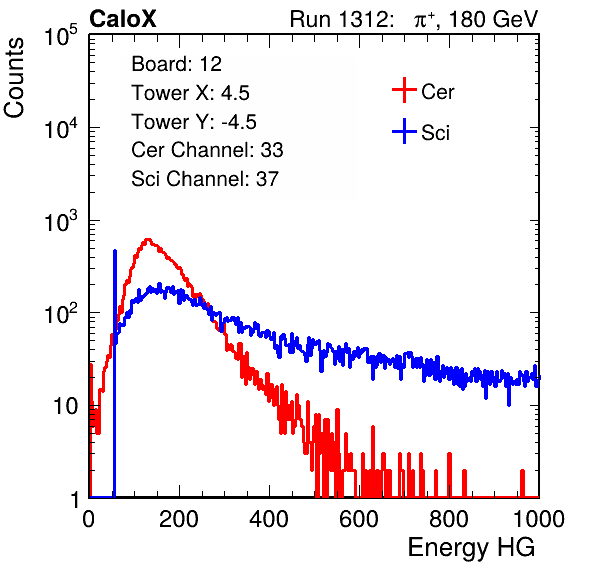 CaloX Run 1312: π⁺, 180 GeV
Counts
10⁵
10⁴
10³
10²
10
1
Board: 12
Tower X: 4.5
Tower Y: -4.5
Cer Channel: 33
Sci Channel: 37
Cer
Sci
0 200 400 600 800 1000
Energy HG